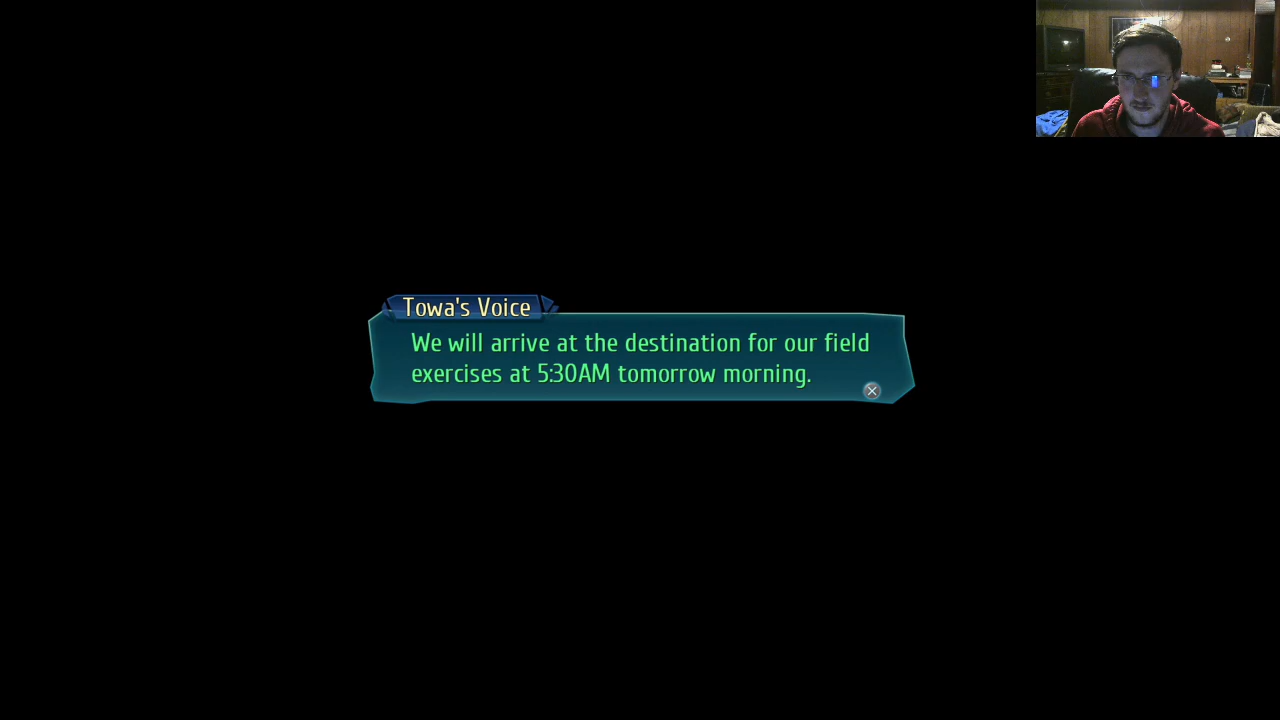 Towa's Voice
We will arrive at the destination for our field
exercises at 5:30AM tomorrow morning.